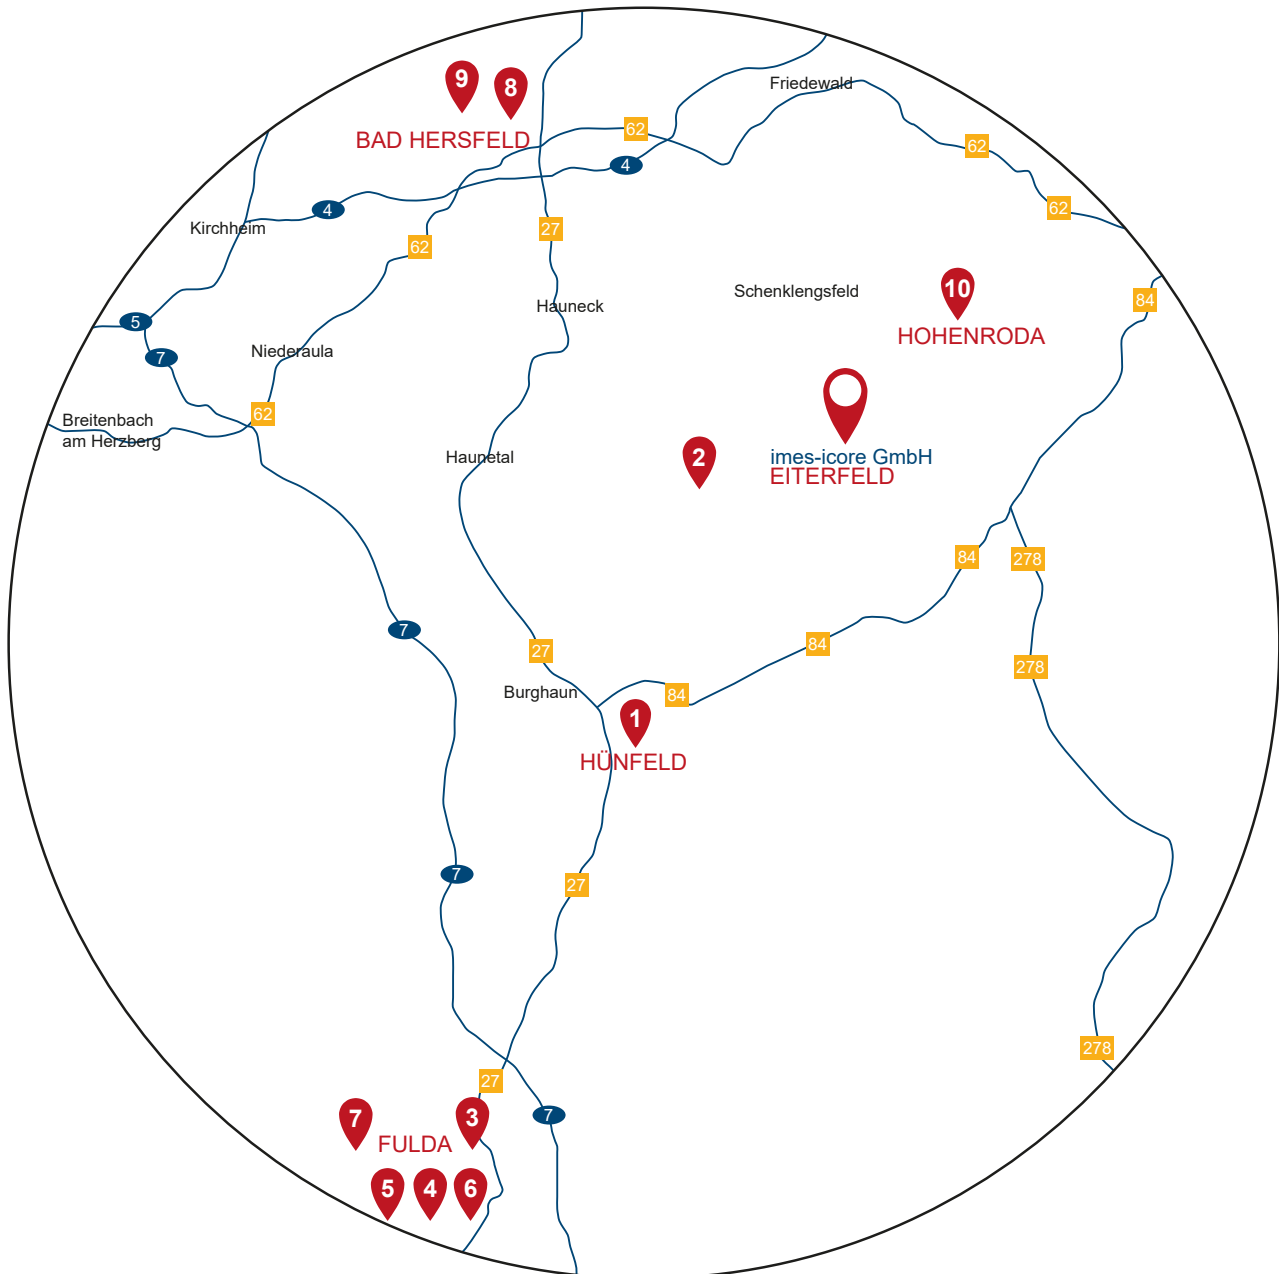 9
8
Friedewald
62
BAD HERSFELD
62
4
4
62
Kirchheim
27
62
10
Schenklengsfeld
84
Hauneck
5
HOHENRODA
7
Niederaula
62
Breitenbach
am Herzberg
2
Haunetal
imes-icore GmbH
EITERFELD
84
278
7
84
27
278
Burghaun
84
1
HÜNFELD
7
27
278
27
7
3
7
FULDA
5
4
6